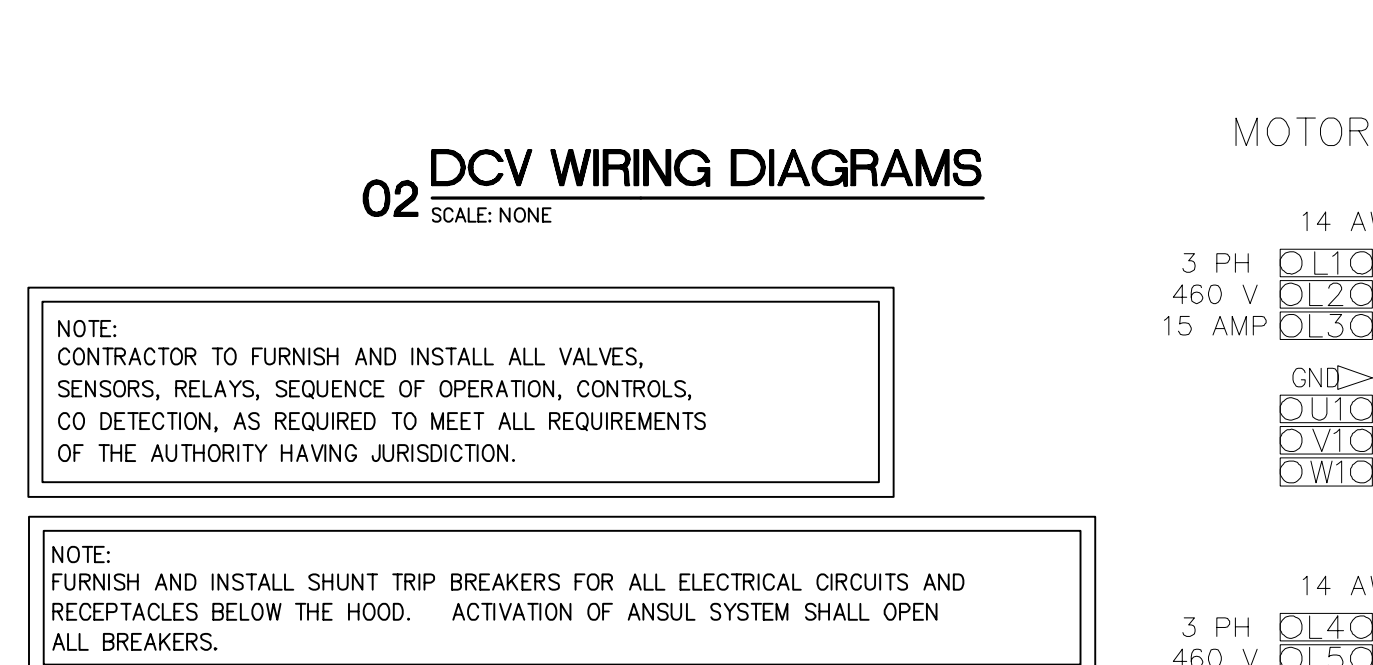 02 DCV WIRING DIAGRAMS
SCALE: NONE
NOTE:
CONTRACTOR TO FURNISH AND INSTALL ALL VALVES,
SENSORS, RELAYS, SEQUENCE OF OPERATION, CONTROLS,
CO DETECTION, AS REQUIRED TO MEET ALL REQUIREMENTS
OF THE AUTHORITY HAVING JURISDICTION.
NOTE:
FURNISH AND INSTALL SHUNT TRIP BREAKERS FOR ALL ELECTRICAL CIRCUITS AND
RECEPTACLES BELOW THE HOOD. ACTIVATION OF ANSUL SYSTEM SHALL OPEN
ALL BREAKERS.
MOTOR
14
3 PH L1
460 V L2
15 AMP L3
GND
U1
V1
W1
14
3 PH L4
460 V L5